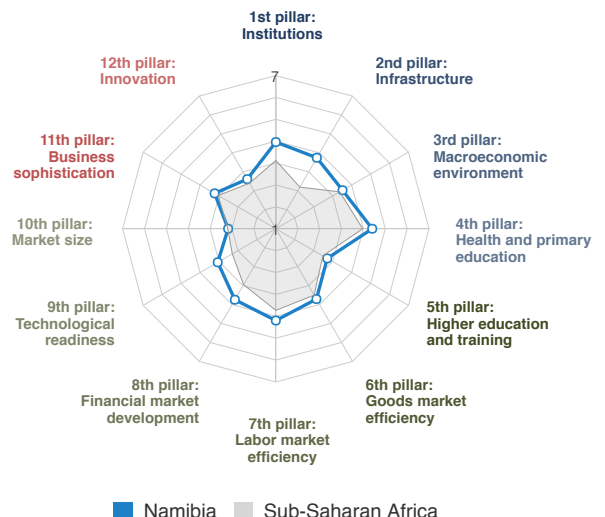 1st pillar:
Institutions
2nd pillar:
Infrastructure
3rd pillar:
Macroeconomic
environment
4th pillar:
Health and primary
education
5th pillar:
Higher education
and training
6th pillar:
Goods market
efficiency
7th pillar:
Labor market
efficiency
8th pillar:
Financial market
development
9th pillar:
Technological
readiness
10th pillar:
Market size
11th pillar:
Business
sophistication
12th pillar:
Innovation
7
1
Namibia
Sub-Saharan Africa